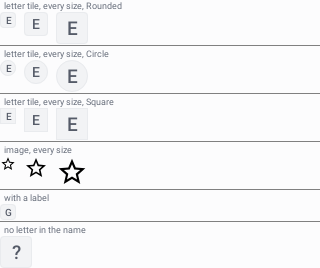 letter tile, every size, Rounded
E E E
letter tile, every size, Circle
E E E
letter tile, every size, Square
E E E
image, every size
with a label
G
no letter in the name
?